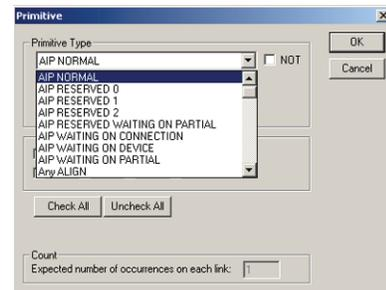 Primitive
Primitive Type
AIP NORMAL
NOT
OK
Cancel
AIP NORMAL
AIP RESERVED 0
AIP RESERVED 1
AIP RESERVED 2
AIP RESERVED WAITING ON PARTIAL
AIP WAITING ON CONNECTION
AIP WAITING ON DEVICE
AIP WAITING ON PARTIAL
Any ALIGN
Check All
Uncheck All
Count
Expected number of occurrences on each link:
1